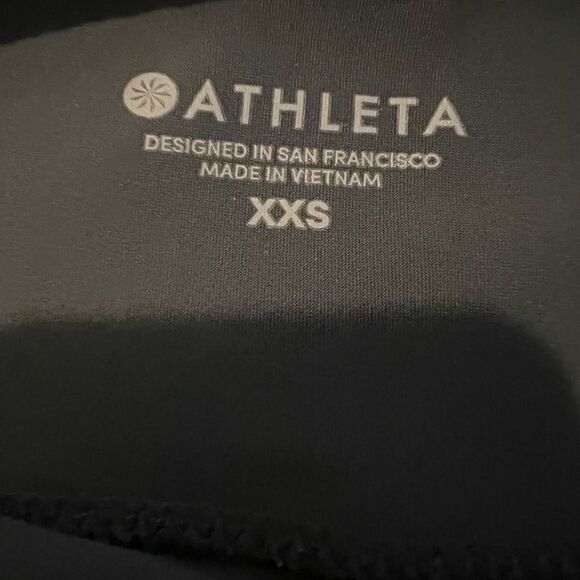 ATHLETA
DESIGNED IN SAN FRANCISCO
MADE IN VIETNAM
XXS